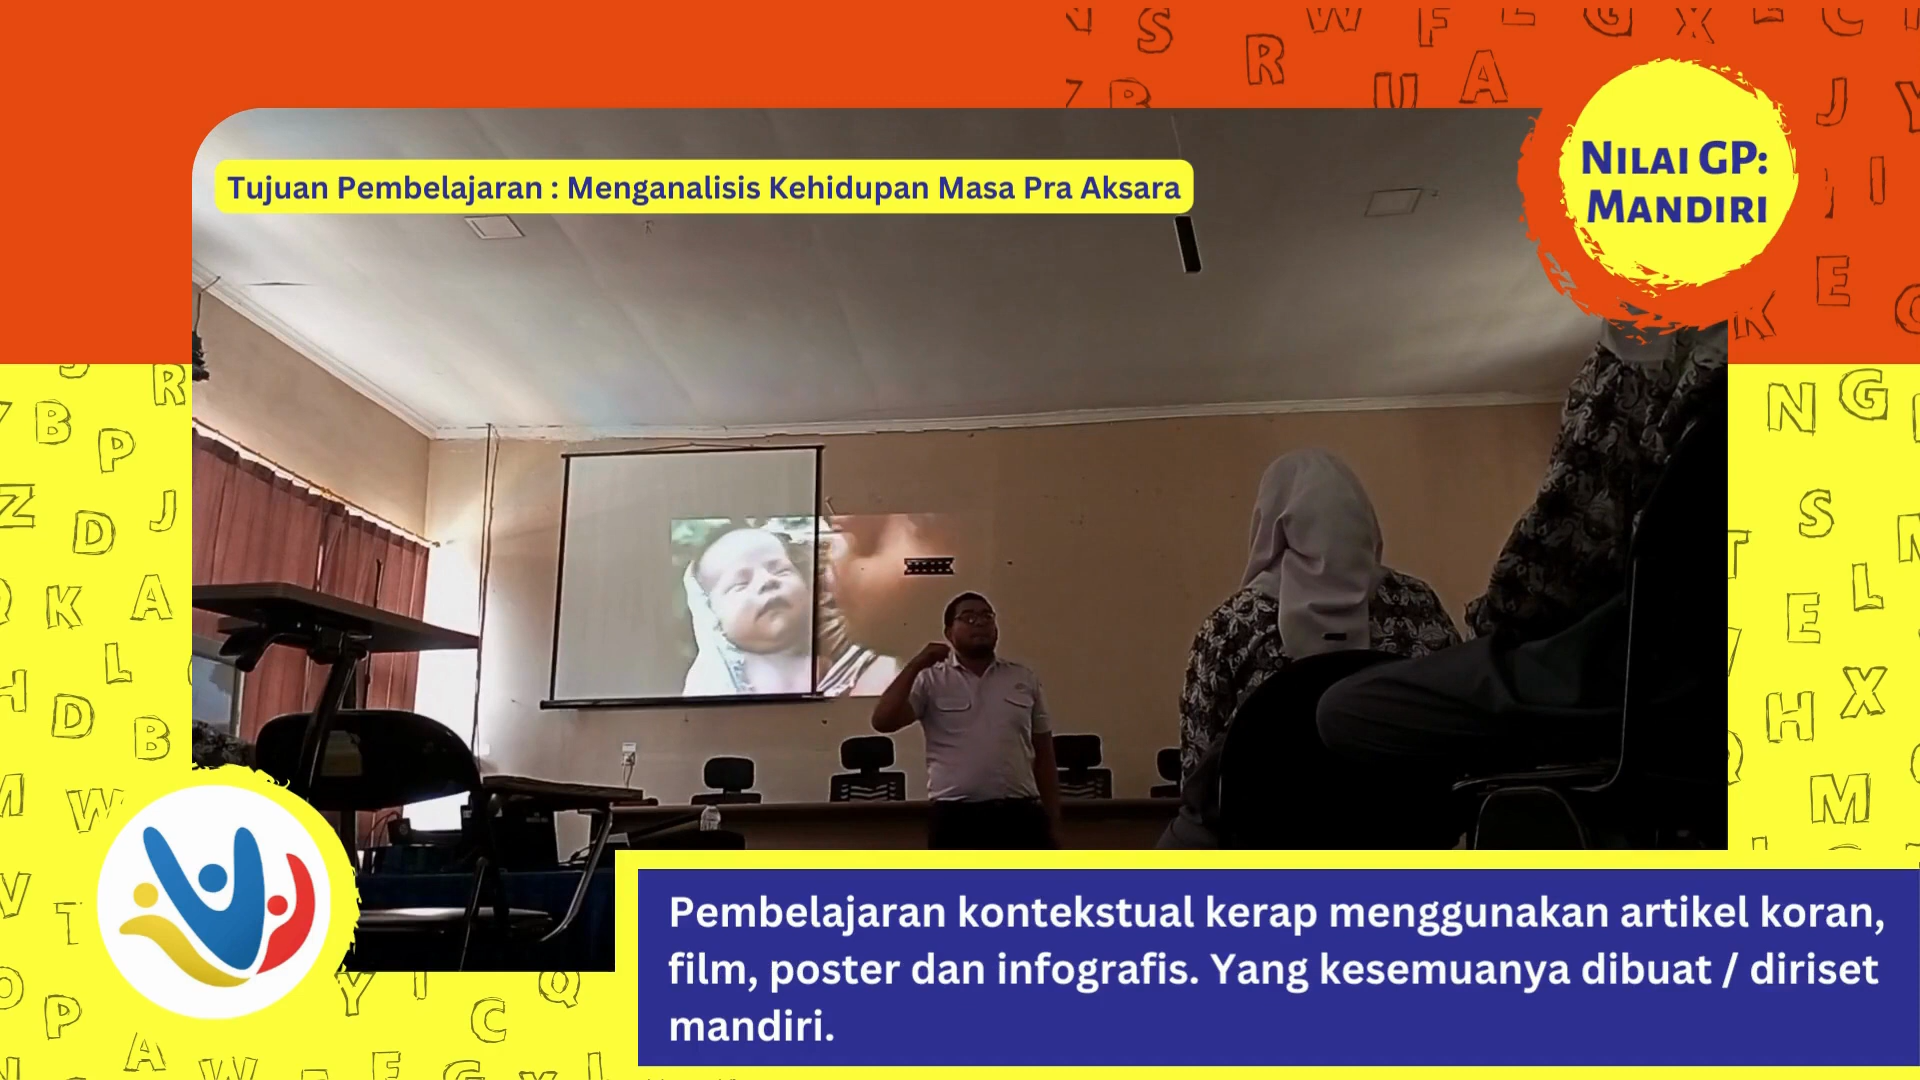 Tujuan Pembelajaran : Menganalisis Kehidupan Masa Pra Aksara
NILAI GP:
MANDIRI
Pembelajaran kontekstual kerap menggunakan artikel koran,
film, poster dan infografis. Yang kesemuanya dibuat / diriset
mandiri.